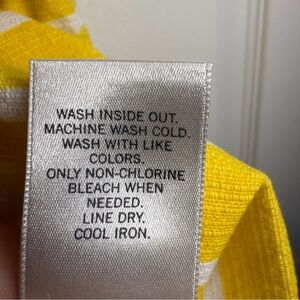 WASH INSIDE OUT.
MACHINE WASH COLD.
WASH WITH LIKE
COLORS.
ONLY NON-CHLORINE
BLEACH WHEN
NEEDED.
LINE DRY.
COOL IRON.